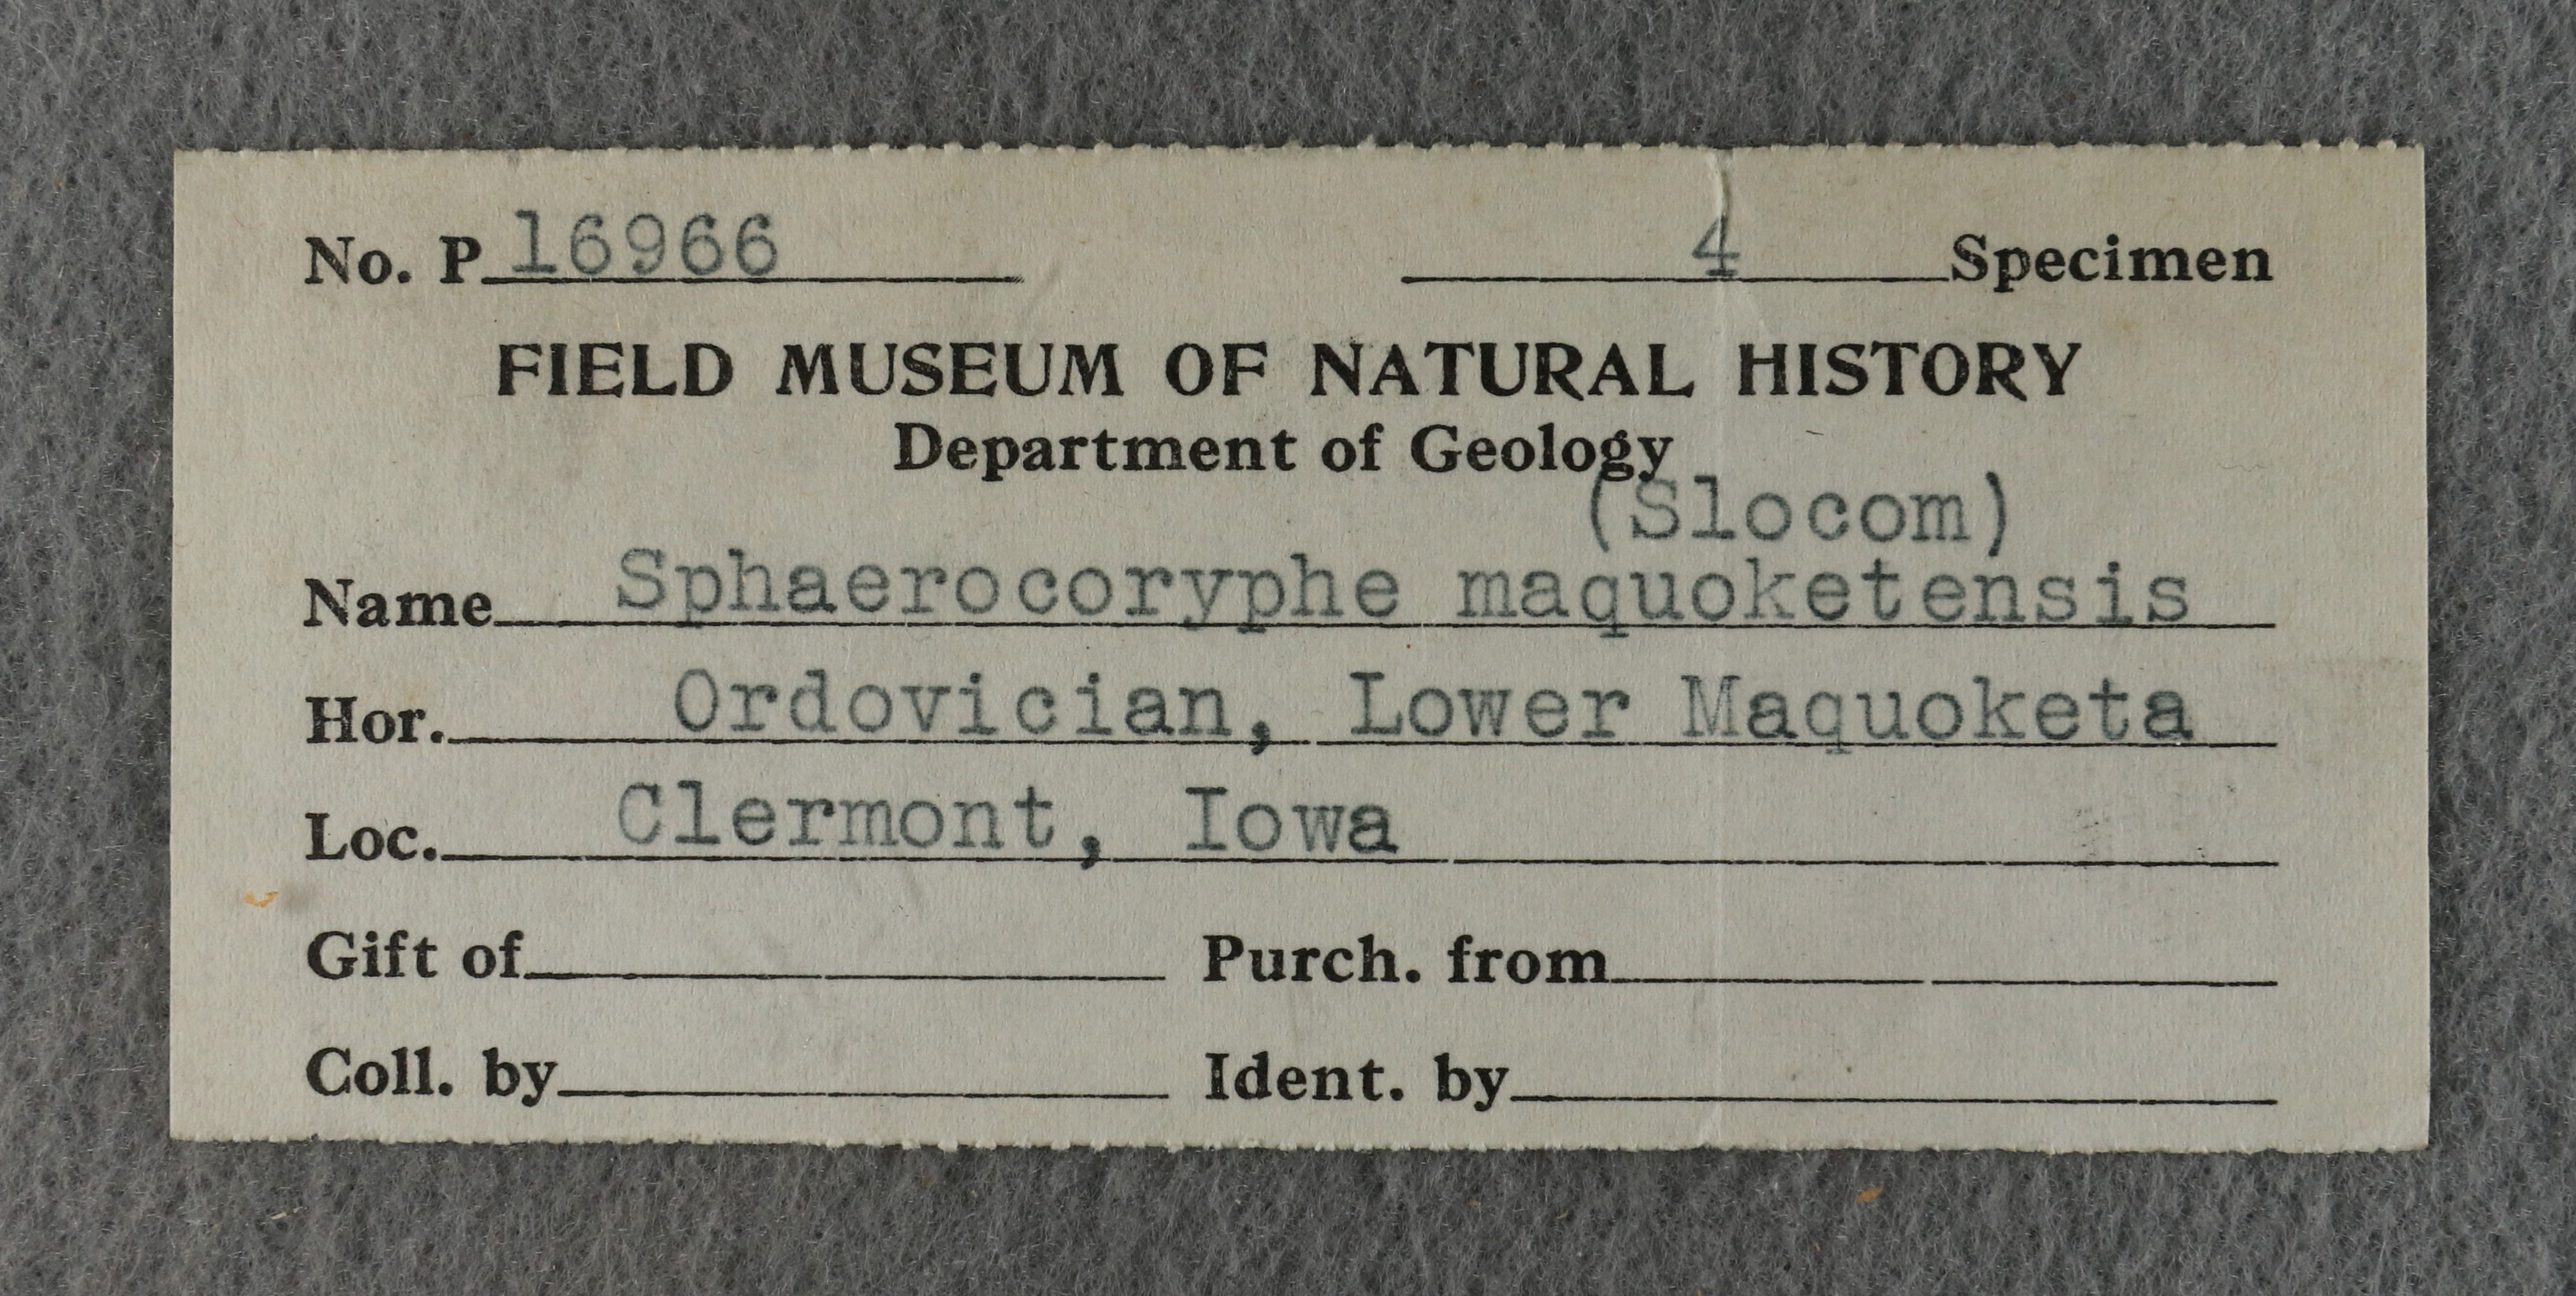 No. P 16966 4 Specimen
FIELD MUSEUM OF NATURAL HISTORY
Department of Geology
(Slocom)
Name Sphaerocoryphe maquoketensis
Hor. Ordovician, Lower Maquoketa
Loc. Clermont, Iowa
Gift of Purch. from
Coll. by Ident. by